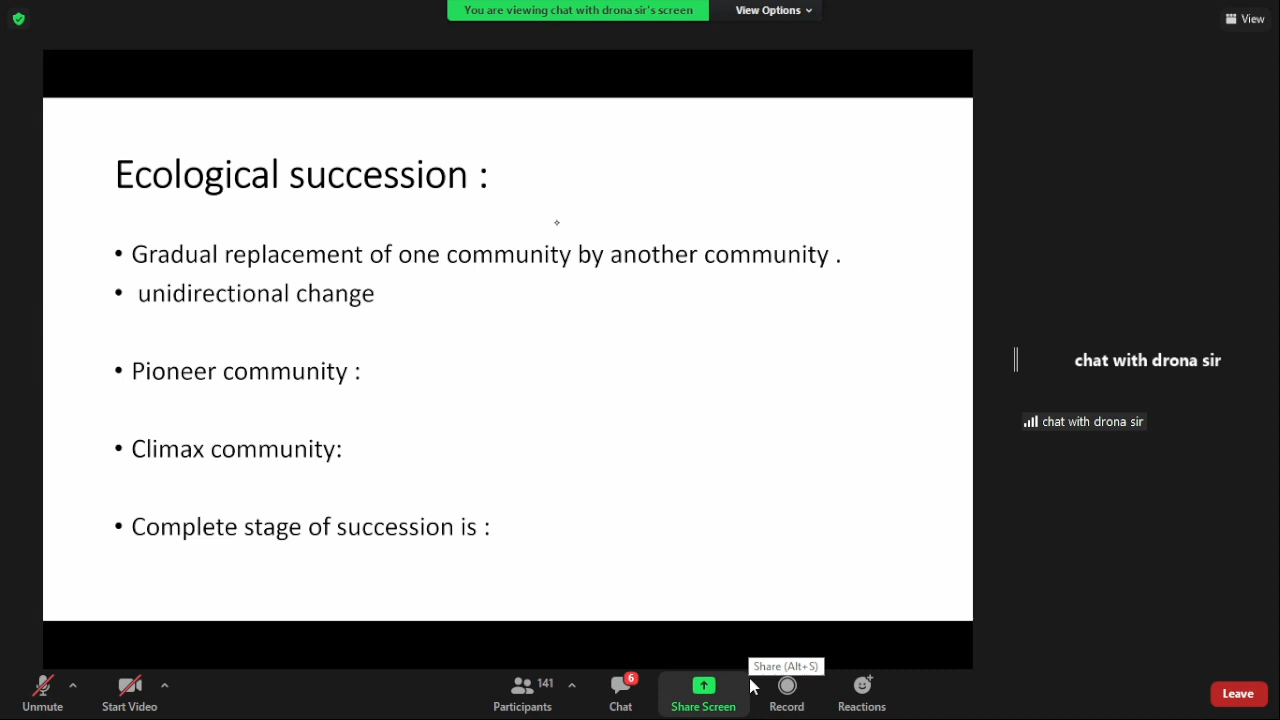 You are viewing chat with drona sir's screen
View Options
View
Ecological succession :
• Gradual replacement of one community by another community .
• unidirectional change
• Pioneer community :
• Climax community:
• Complete stage of succession is :
chat with drona sir
chat with drona sir
Share (Alt+S)
6
141
Unmute
Start Video
Participants
Chat
Share Screen
Record
Reactions
Leave